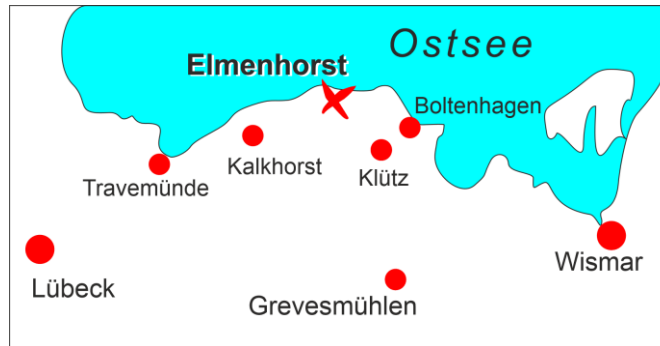 Ostsee
Elmenhorst
Boltenhagen
Kalkhorst
Klütz
Travemünde
Wismar
Lübeck
Grevesmühlen